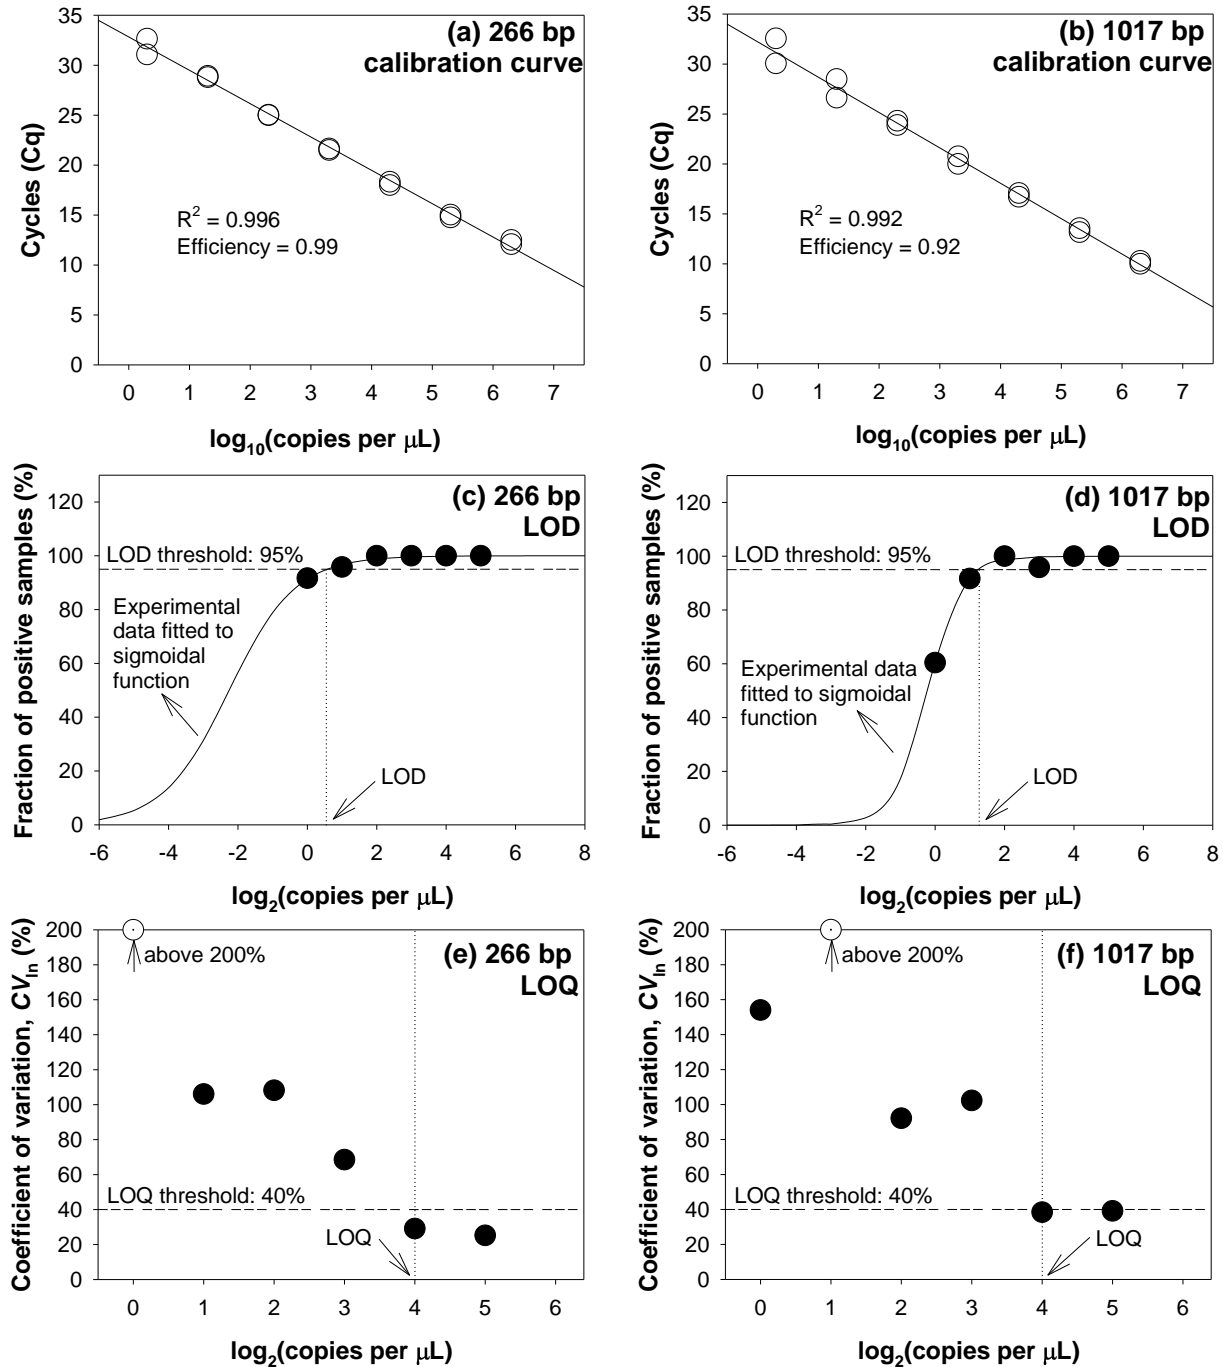 (a) 266 bp
calibration curve
R2 = 0.996
Efficiency = 0.99
Cycles (Cq)
35
30
25
20
15
10
5
0
0 1 2 3 4 5 6 7
log10(copies per μL)
(b) 1017 bp
calibration curve
R2 = 0.992
Efficiency = 0.92
Cycles (Cq)
35
30
25
20
15
10
5
0
0 1 2 3 4 5 6 7
log10(copies per μL)
(c) 266 bp
LOD
LOD threshold: 95%
Experimental
data fitted to
sigmoidal
function
LOD
Fraction of positive samples (%)
120
100
80
60
40
20
0
-6 -4 -2 0 2 4 6 8
log2(copies per μL)
(d) 1017 bp
LOD
LOD threshold: 95%
Experimental data
fitted to sigmoidal
function
LOD
Fraction of positive samples (%)
120
100
80
60
40
20
0
-6 -4 -2 0 2 4 6 8
log2(copies per μL)
(e) 266 bp
LOQ
above 200%
LOQ threshold: 40%
LOQ
Coefficient of variation, CVln (%)
200
180
160
140
120
100
80
60
40
20
0
0 1 2 3 4 5 6
log2(copies per μL)
(f) 1017 bp
LOQ
above 200%
LOQ threshold: 40%
LOQ
Coefficient of variation, CVln (%)
200
180
160
140
120
100
80
60
40
20
0
0 1 2 3 4 5 6
log2(copies per μL)